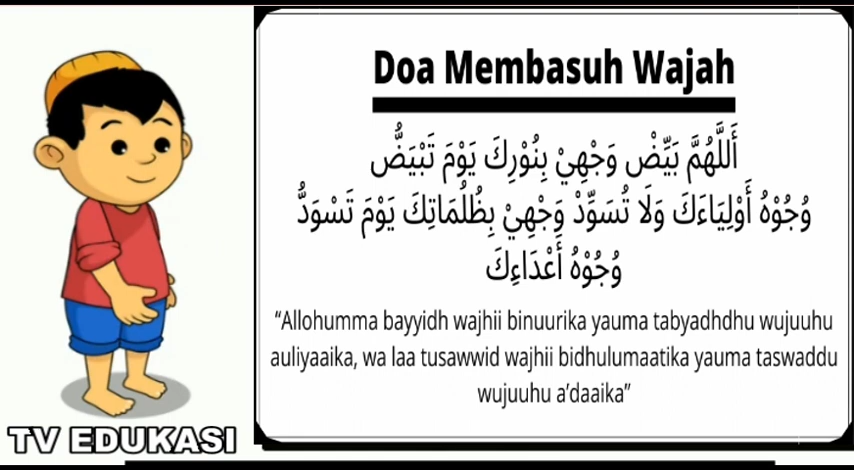 Doa Membasuh Wajah
أَللَّهُمَّ بَيِّضْ وَجْهِيْ بِنُوْرِكَ يَوْمَ تَبْيَضُّ
وُجُوْهُ أَوْلِيَاءَكَ وَلَا تُسَوِّدْ وَجْهِيْ بِظُلُمَاتِكَ يَوْمَ تَسْوَدُّ
وُجُوْهُ أَعْدَاءِكَ
“Allohumma bayyidh wajhii binuurika yauma tabyadhdhu wujuuhu
auliyaaika, wa laa tusawwid wajhii bidhulumaatika yauma taswaddu
wujuuhu a’daaika”
TV EDUKASI